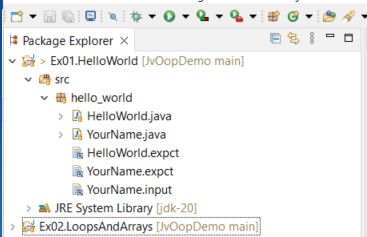 Package Explorer
> Ex01.HelloWorld [JvOopDemo main]
src
hello_world
HelloWorld.java
YourName.java
HelloWorld.expct
YourName.expct
YourName.input
JRE System Library [jdk-20]
Ex02.LoopsAndArrays [JvOopDemo main]